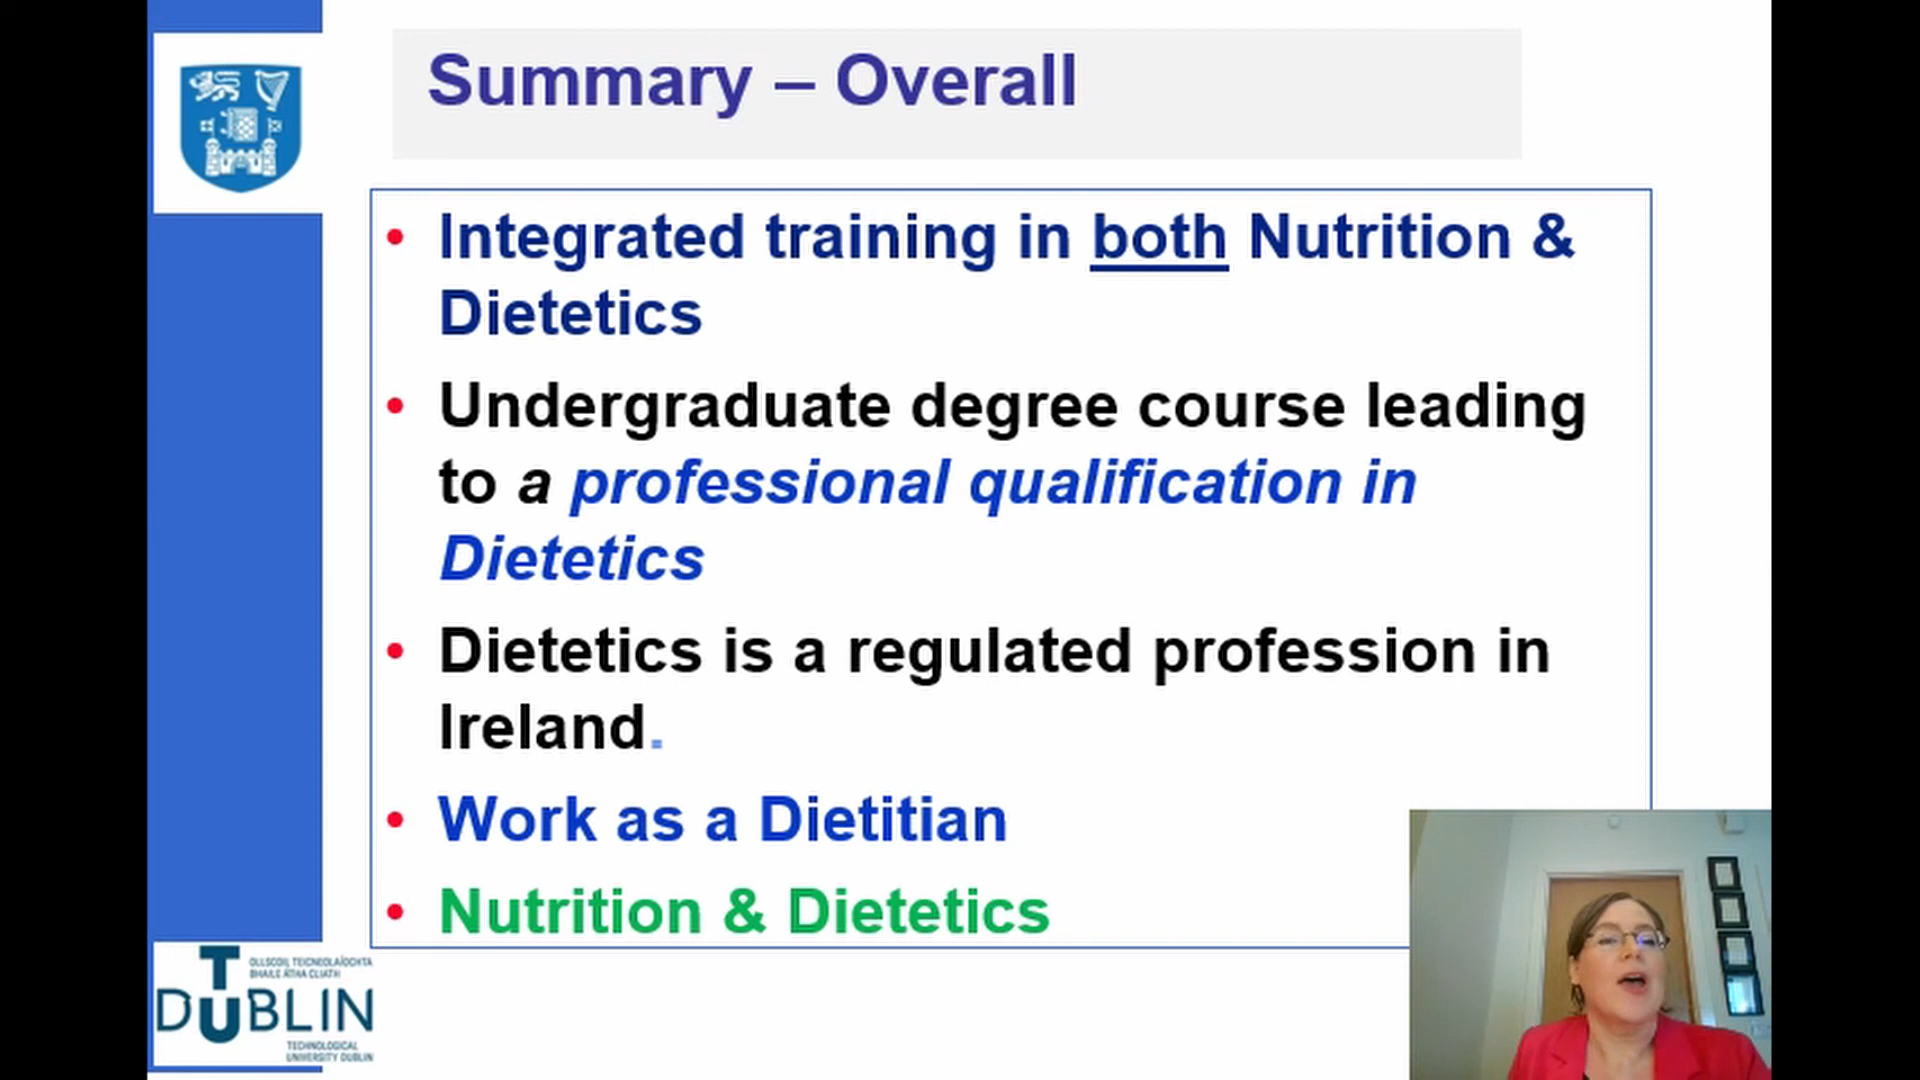 Summary – Overall
• Integrated training in both Nutrition &
Dietetics
• Undergraduate degree course leading
to a professional qualification in
Dietetics
• Dietetics is a regulated profession in
Ireland.
• Work as a Dietitian
• Nutrition & Dietetics
OLLSCOIL TEICNEOLAÍOCHTA
BHAILE ÁTHA CLIATH
TU DUBLIN
TECHNOLOGICAL
UNIVERSITY DUBLIN